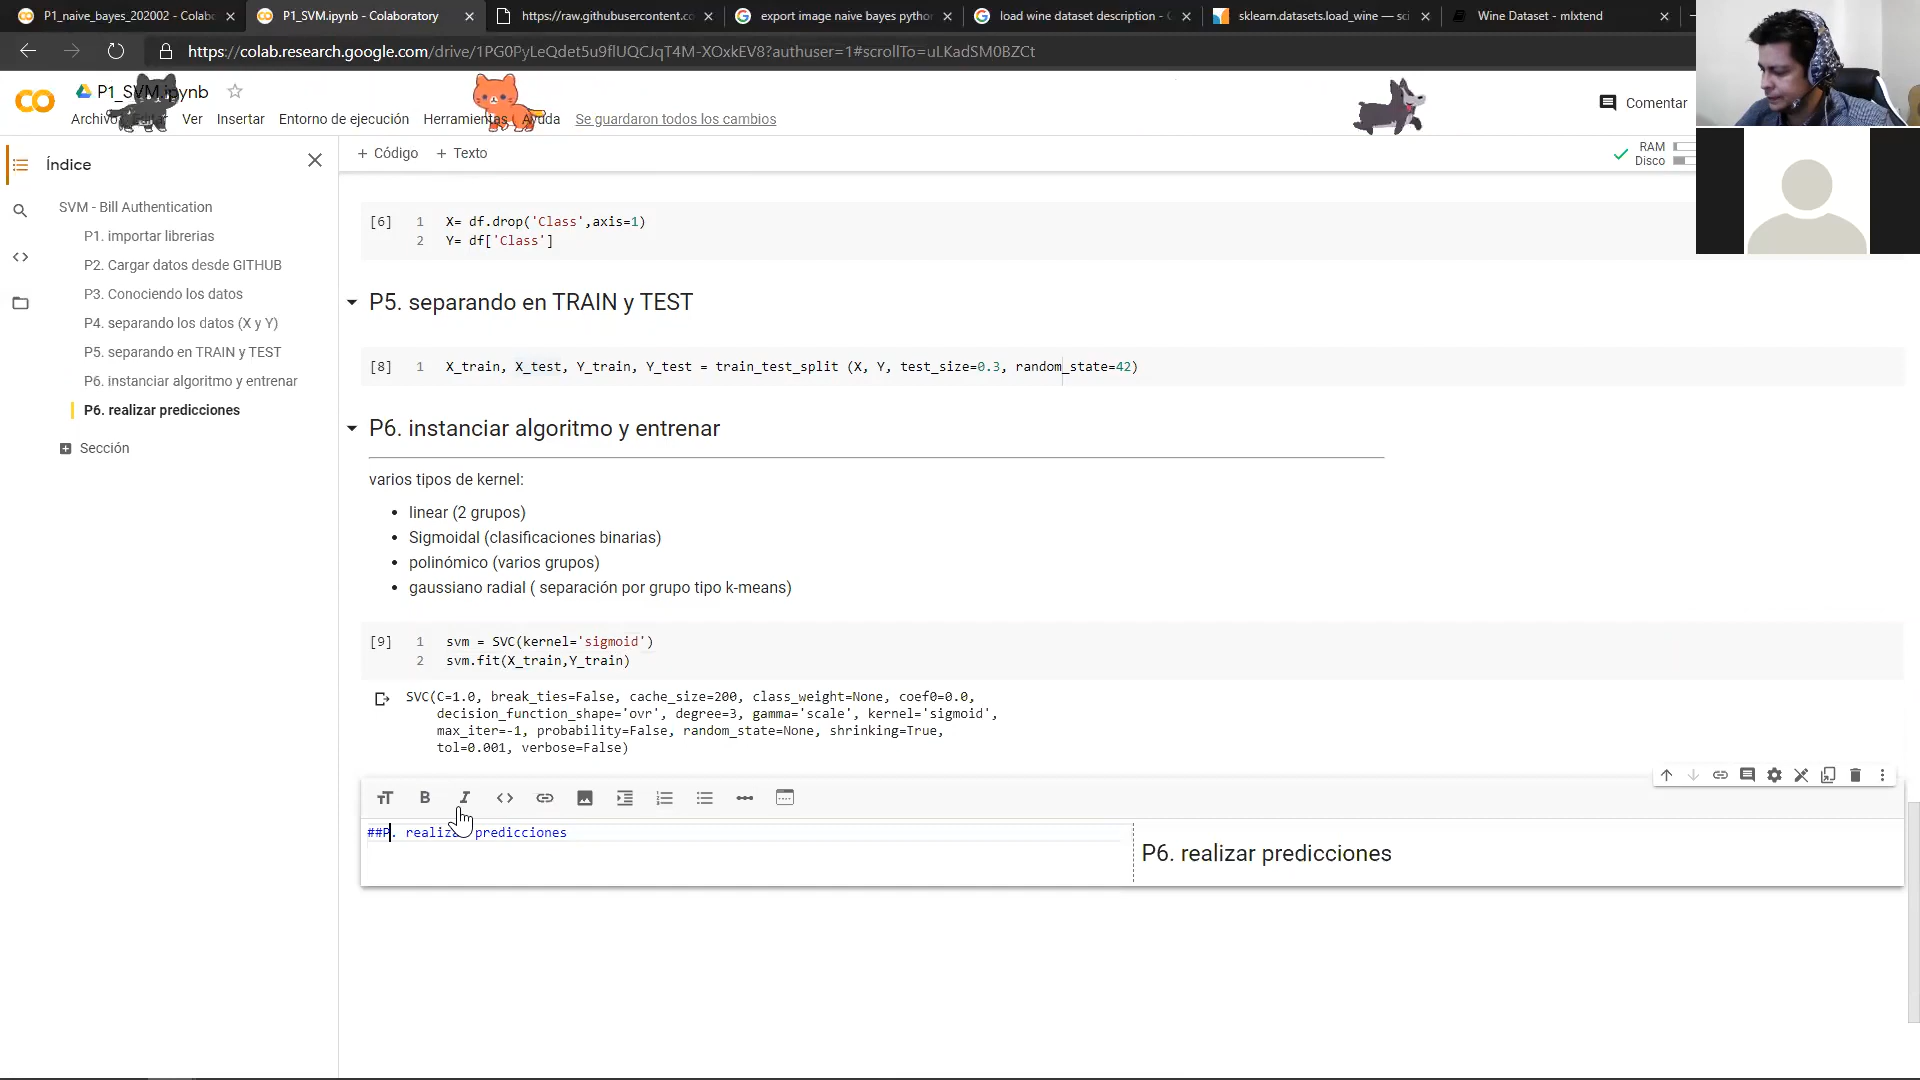 P1_naive_bayes_202002 - Colab
P1_SVM.ipynb - Colaboratory
https://raw.githubusercontent.co
export image naive bayes python
load wine dataset description -
sklearn.datasets.load_wine — sci
Wine Dataset - mlxtend
https://colab.research.google.com/drive/1PG0PyLeQdet5u9flUQCJqT4M-XOxkEV8?authuser=1#scrollTo=uLKadSM0BZCt
P1_SVM.ipynb
Archivo Editar Ver Insertar Entorno de ejecución Herramientas Ayuda Se guardaron todos los cambios
Comentar
Índice
+ Código + Texto
RAM
Disco
SVM - Bill Authentication
P1. importar librerias
P2. Cargar datos desde GITHUB
P3. Conociendo los datos
P4. separando los datos (X y Y)
P5. separando en TRAIN y TEST
P6. instanciar algoritmo y entrenar
P6. realizar predicciones
Sección
[6] 1 X= df.drop('Class',axis=1)
2 Y= df['Class']
P5. separando en TRAIN y TEST
[8] 1 X_train, X_test, Y_train, Y_test = train_test_split (X, Y, test_size=0.3, random_state=42)
P6. instanciar algoritmo y entrenar
varios tipos de kernel:
• linear (2 grupos)
• Sigmoidal (clasificaciones binarias)
• polinómico (varios grupos)
• gaussiano radial ( separación por grupo tipo k-means)
[9] 1 svm = SVC(kernel='sigmoid')
2 svm.fit(X_train,Y_train)
SVC(C=1.0, break_ties=False, cache_size=200, class_weight=None, coef0=0.0,
decision_function_shape='ovr', degree=3, gamma='scale', kernel='sigmoid',
max_iter=-1, probability=False, random_state=None, shrinking=True,
tol=0.001, verbose=False)
##P. realizar predicciones
P6. realizar predicciones